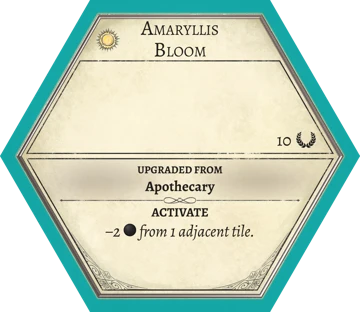 Amaryllis
Bloom
10
UPGRADED FROM
Apothecary
ACTIVATE
−2 from 1 adjacent tile.